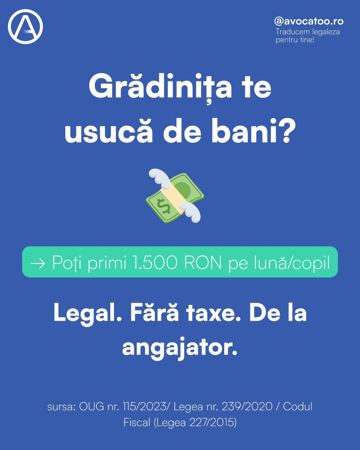 @avocatoo.ro
Traducem legaleza
pentru tine!
Grădinița te
usucă de bani?
→ Poți primi 1.500 RON pe lună/copil
Legal. Fără taxe. De la
angajator.
sursa: OUG nr. 115/2023/ Legea nr. 239/2020 / Codul
Fiscal (Legea 227/2015)